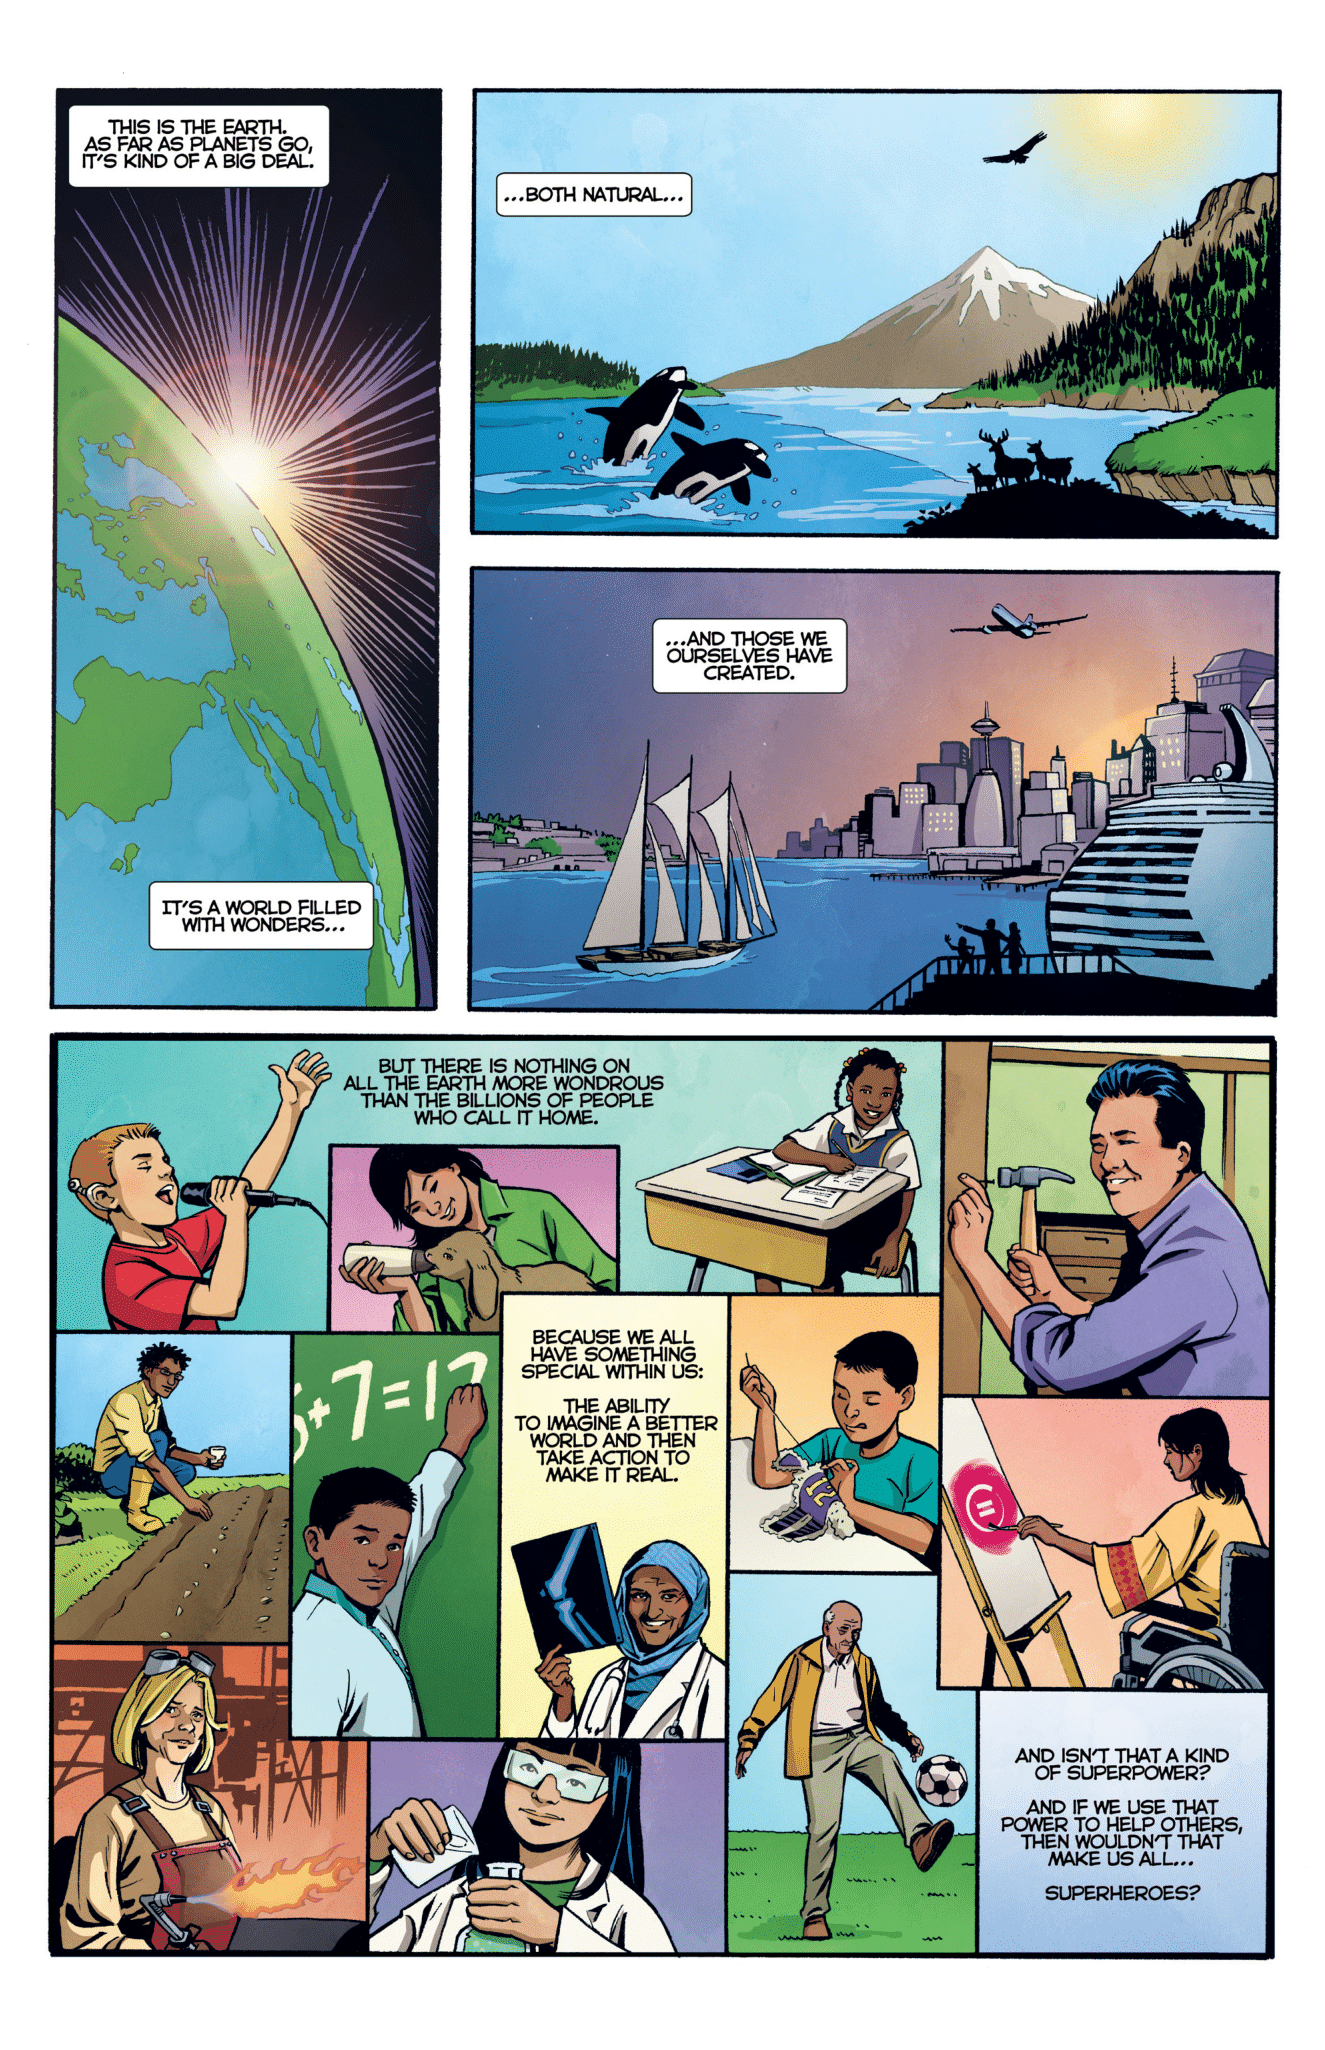 THIS IS THE EARTH.
AS FAR AS PLANETS GO,
IT'S KIND OF A BIG DEAL.
IT'S A WORLD FILLED
WITH WONDERS...
...BOTH NATURAL...
...AND THOSE WE
OURSELVES HAVE
CREATED.
BUT THERE IS NOTHING ON
ALL THE EARTH MORE WONDROUS
THAN THE BILLIONS OF PEOPLE
WHO CALL IT HOME.
5+7=12
BECAUSE WE ALL
HAVE SOMETHING
SPECIAL WITHIN US:
THE ABILITY
TO IMAGINE A BETTER
WORLD AND THEN
TAKE ACTION TO
MAKE IT REAL.
12
=
AND ISN'T THAT A KIND
OF SUPERPOWER?
AND IF WE USE THAT
POWER TO HELP OTHERS,
THEN WOULDN'T THAT
MAKE US ALL...
SUPERHEROES?